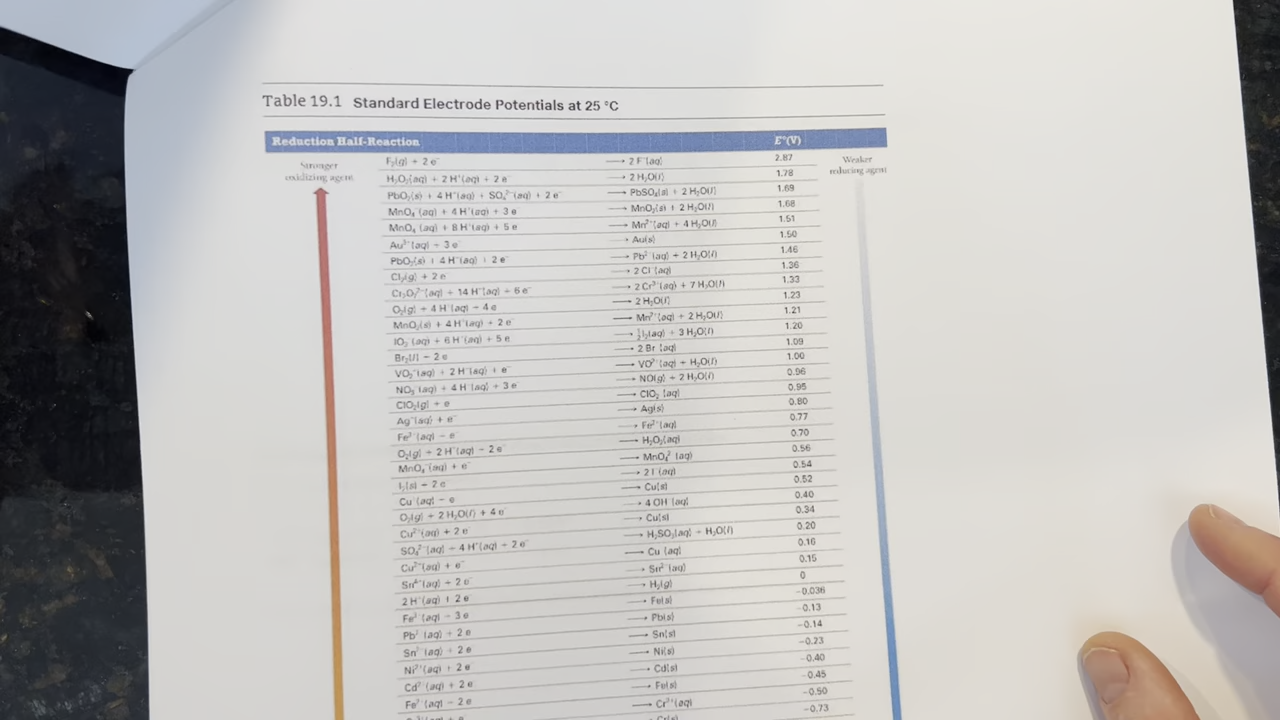 Table 19.1 Standard Electrode Potentials at 25 °C
Reduction Half-Reaction E°(V)
Stronger oxidizing agent
Weaker reducing agent
F₂(g) + 2 e⁻ ⟶ 2 F⁻(aq) 2.87
H₂O₂(aq) + 2 H⁺(aq) + 2 e⁻ ⟶ 2 H₂O(l) 1.78
PbO₂(s) + 4 H⁺(aq) + SO₄²⁻(aq) + 2 e⁻ ⟶ PbSO₄(s) + 2 H₂O(l) 1.69
MnO₄⁻(aq) + 4 H⁺(aq) + 3 e⁻ ⟶ MnO₂(s) + 2 H₂O(l) 1.68
MnO₄⁻(aq) + 8 H⁺(aq) + 5 e⁻ ⟶ Mn²⁺(aq) + 4 H₂O(l) 1.51
Au³⁺(aq) + 3 e⁻ ⟶ Au(s) 1.50
PbO₂(s) + 4 H⁺(aq) + 2 e⁻ ⟶ Pb²⁺(aq) + 2 H₂O(l) 1.46
Cl₂(g) + 2 e⁻ ⟶ 2 Cl⁻(aq) 1.36
Cr₂O₇²⁻(aq) + 14 H⁺(aq) + 6 e⁻ ⟶ 2 Cr³⁺(aq) + 7 H₂O(l) 1.33
O₂(g) + 4 H⁺(aq) + 4 e⁻ ⟶ 2 H₂O(l) 1.23
MnO₂(s) + 4 H⁺(aq) + 2 e⁻ ⟶ Mn²⁺(aq) + 2 H₂O(l) 1.21
IO₃⁻(aq) + 6 H⁺(aq) + 5 e⁻ ⟶ ½I₂(aq) + 3 H₂O(l) 1.20
Br₂(l) + 2 e⁻ ⟶ 2 Br⁻(aq) 1.09
VO₂⁺(aq) + 2 H⁺(aq) + e⁻ ⟶ VO²⁺(aq) + H₂O(l) 1.00
NO₃⁻(aq) + 4 H⁺(aq) + 3 e⁻ ⟶ NO(g) + 2 H₂O(l) 0.96
ClO₂(g) + e⁻ ⟶ ClO₂⁻(aq) 0.95
Ag⁺(aq) + e⁻ ⟶ Ag(s) 0.80
Fe³⁺(aq) + e⁻ ⟶ Fe²⁺(aq) 0.77
O₂(g) + 2 H⁺(aq) + 2 e⁻ ⟶ H₂O₂(aq) 0.70
MnO₄⁻(aq) + e⁻ ⟶ MnO₄²⁻(aq) 0.56
I₂(s) + 2 e⁻ ⟶ 2 I⁻(aq) 0.54
Cu⁺(aq) + e⁻ ⟶ Cu(s) 0.52
O₂(g) + 2 H₂O(l) + 4 e⁻ ⟶ 4 OH⁻(aq) 0.40
Cu²⁺(aq) + 2 e⁻ ⟶ Cu(s) 0.34
SO₄²⁻(aq) + 4 H⁺(aq) + 2 e⁻ ⟶ H₂SO₃(aq) + H₂O(l) 0.20
Cu²⁺(aq) + e⁻ ⟶ Cu⁺(aq) 0.16
Sn⁴⁺(aq) + 2 e⁻ ⟶ Sn²⁺(aq) 0.15
2 H⁺(aq) + 2 e⁻ ⟶ H₂(g) 0
Fe³⁺(aq) + 3 e⁻ ⟶ Fe(s) −0.036
Pb²⁺(aq) + 2 e⁻ ⟶ Pb(s) −0.13
Sn²⁺(aq) + 2 e⁻ ⟶ Sn(s) −0.14
Ni²⁺(aq) + 2 e⁻ ⟶ Ni(s) −0.23
Cd²⁺(aq) + 2 e⁻ ⟶ Cd(s) −0.40
Fe²⁺(aq) + 2 e⁻ ⟶ Fe(s) −0.45
⟶ Cr²⁺(aq) −0.50
−0.73